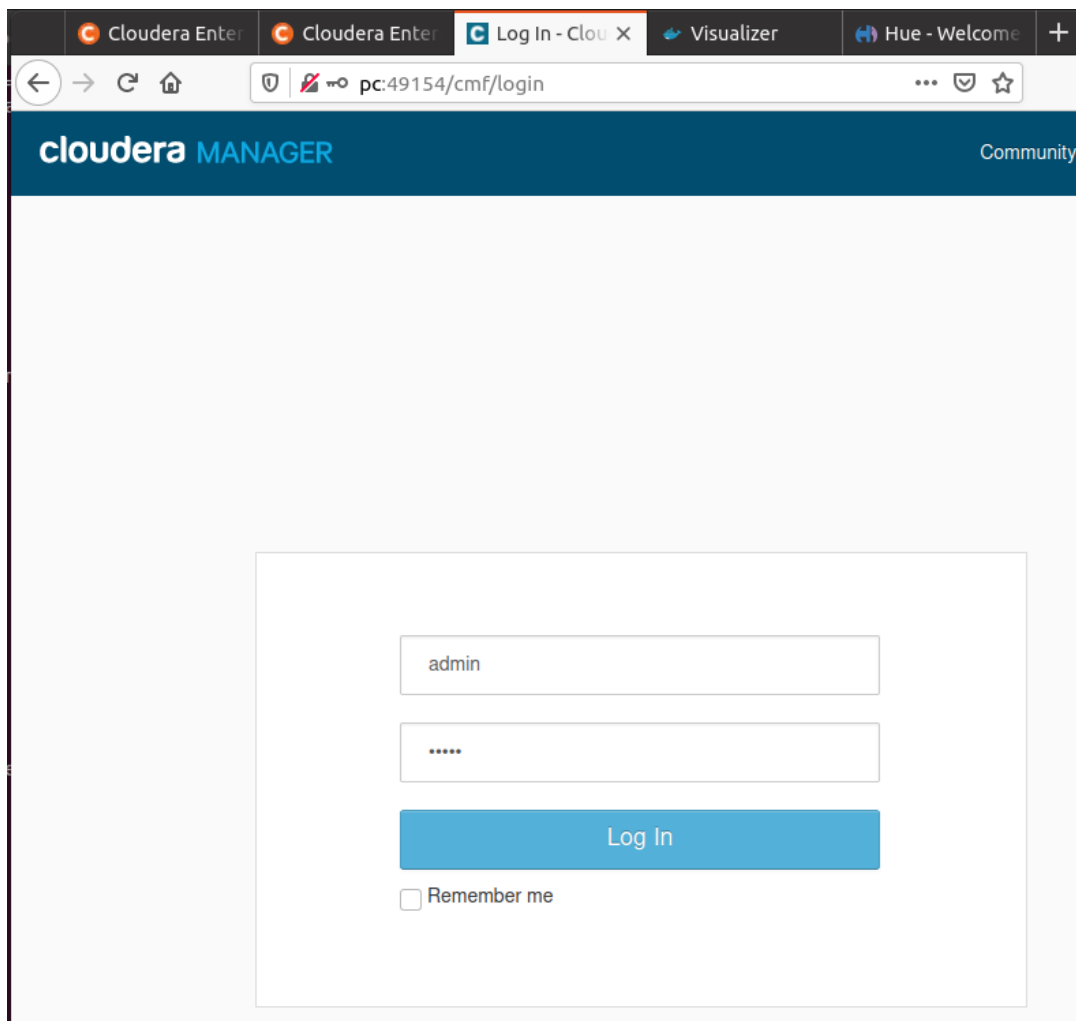 Cloudera Enter Cloudera Enter Log In - Clou Visualizer Hue - Welcome
pc:49154/cmf/login
cloudera MANAGER Community
admin
•••••
Log In
Remember me